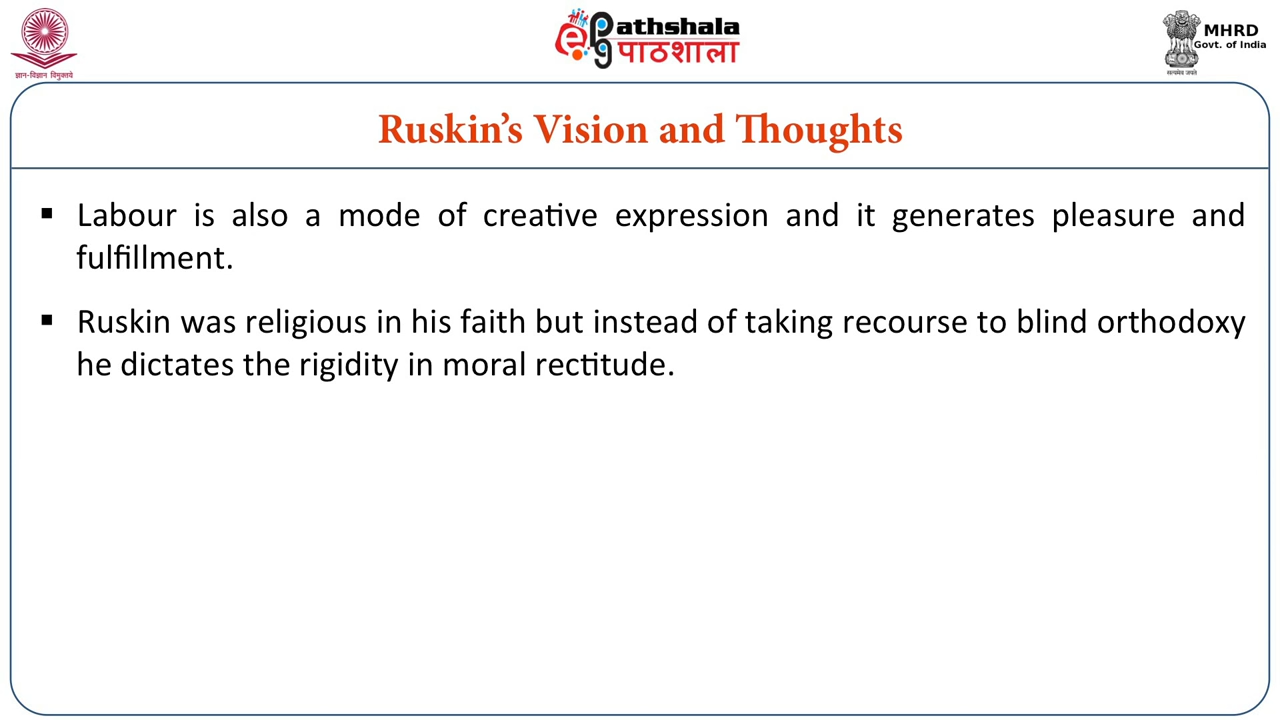 ज्ञान-विज्ञान विमुक्तये
ePG Pathshala
पाठशाला
MHRD
Govt. of India
सत्यमेव जयते
Ruskin's Vision and Thoughts
▪ Labour is also a mode of creative expression and it generates pleasure and
fulfillment.
▪ Ruskin was religious in his faith but instead of taking recourse to blind orthodoxy
he dictates the rigidity in moral rectitude.